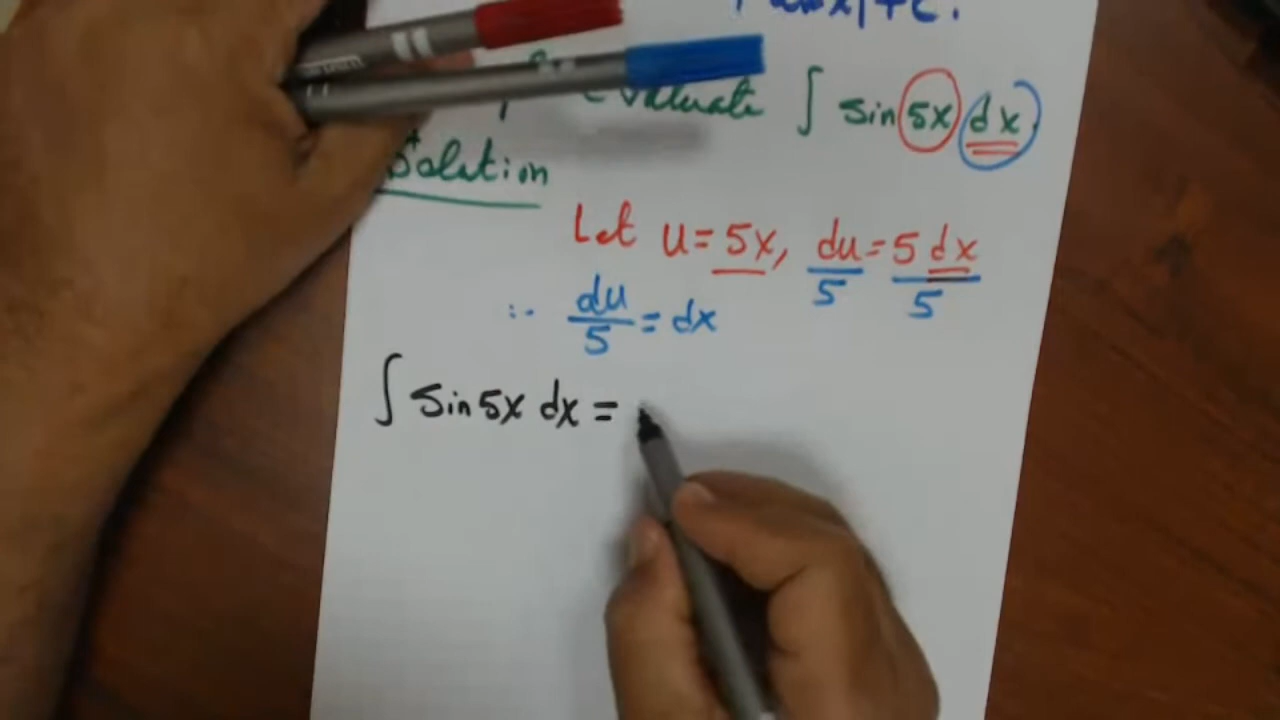 evaluate ∫ sin 5x dx.
Solution
Let u = 5x, du/5 = 5 dx/5
∴ du/5 = dx
∫ Sin 5x dx =